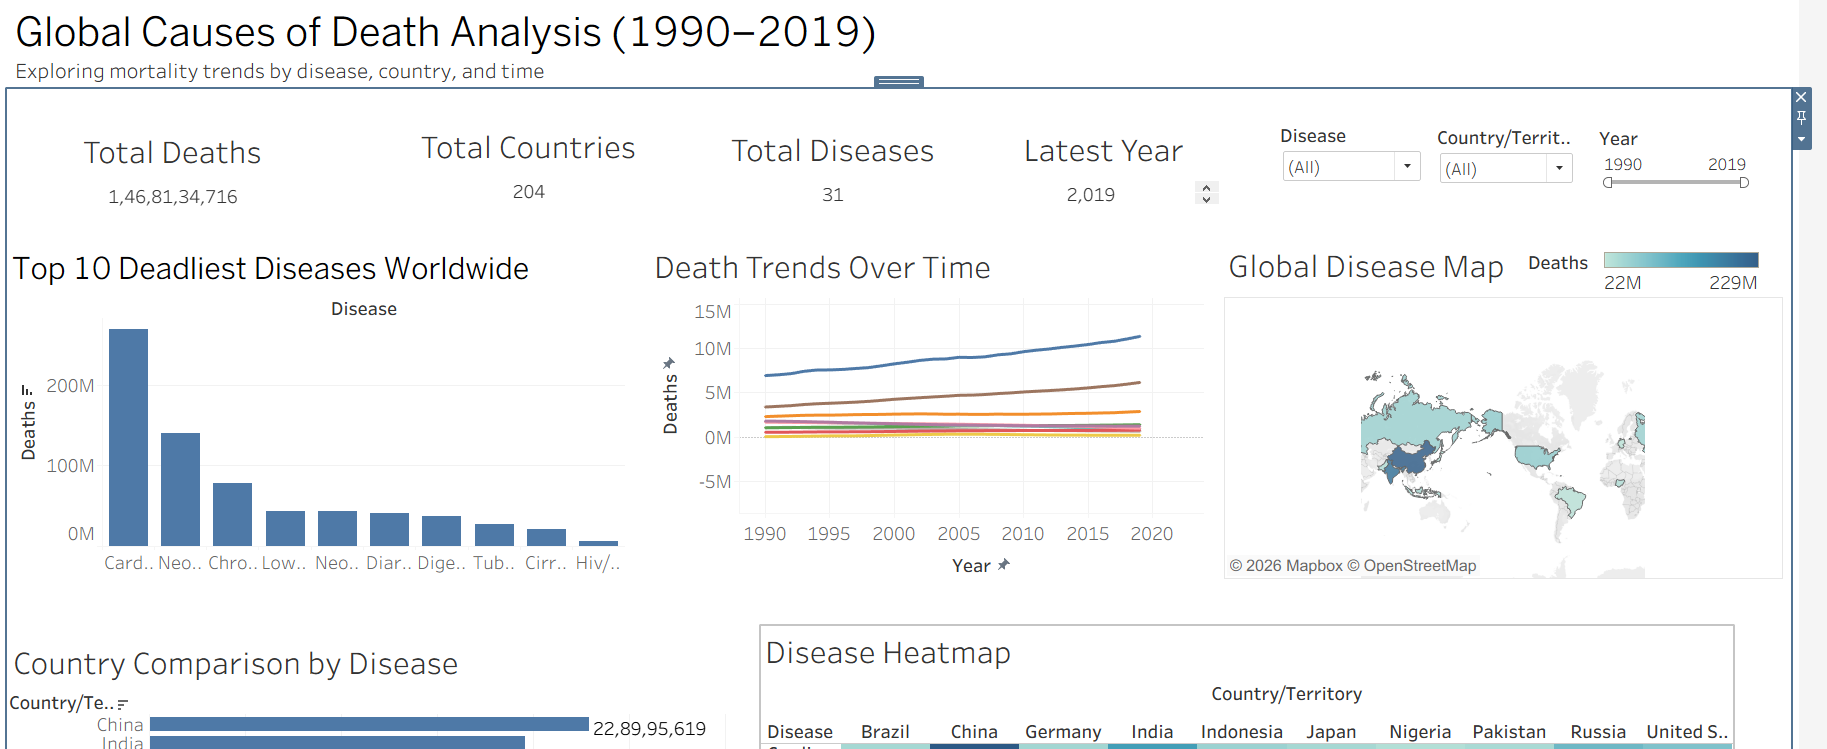 Global Causes of Death Analysis (1990–2019)
Exploring mortality trends by disease, country, and time
Total Deaths
1,46,81,34,716
Total Countries
204
Total Diseases
31
Latest Year
2,019
Disease
(All)
Country/Territ..
(All)
Year
1990 2019
Top 10 Deadliest Diseases Worldwide
Disease
Deaths
200M
100M
0M
Card.. Neo.. Chro.. Low.. Neo.. Diar.. Dige.. Tub.. Cirr.. Hiv/..
Death Trends Over Time
Deaths
15M
10M
5M
0M
-5M
1990 1995 2000 2005 2010 2015 2020
Year
Global Disease Map
Deaths
22M 229M
© 2026 Mapbox © OpenStreetMap
Country Comparison by Disease
Country/Te..
China 22,89,95,619
India
Disease Heatmap
Country/Territory
Disease Brazil China Germany India Indonesia Japan Nigeria Pakistan Russia United S..